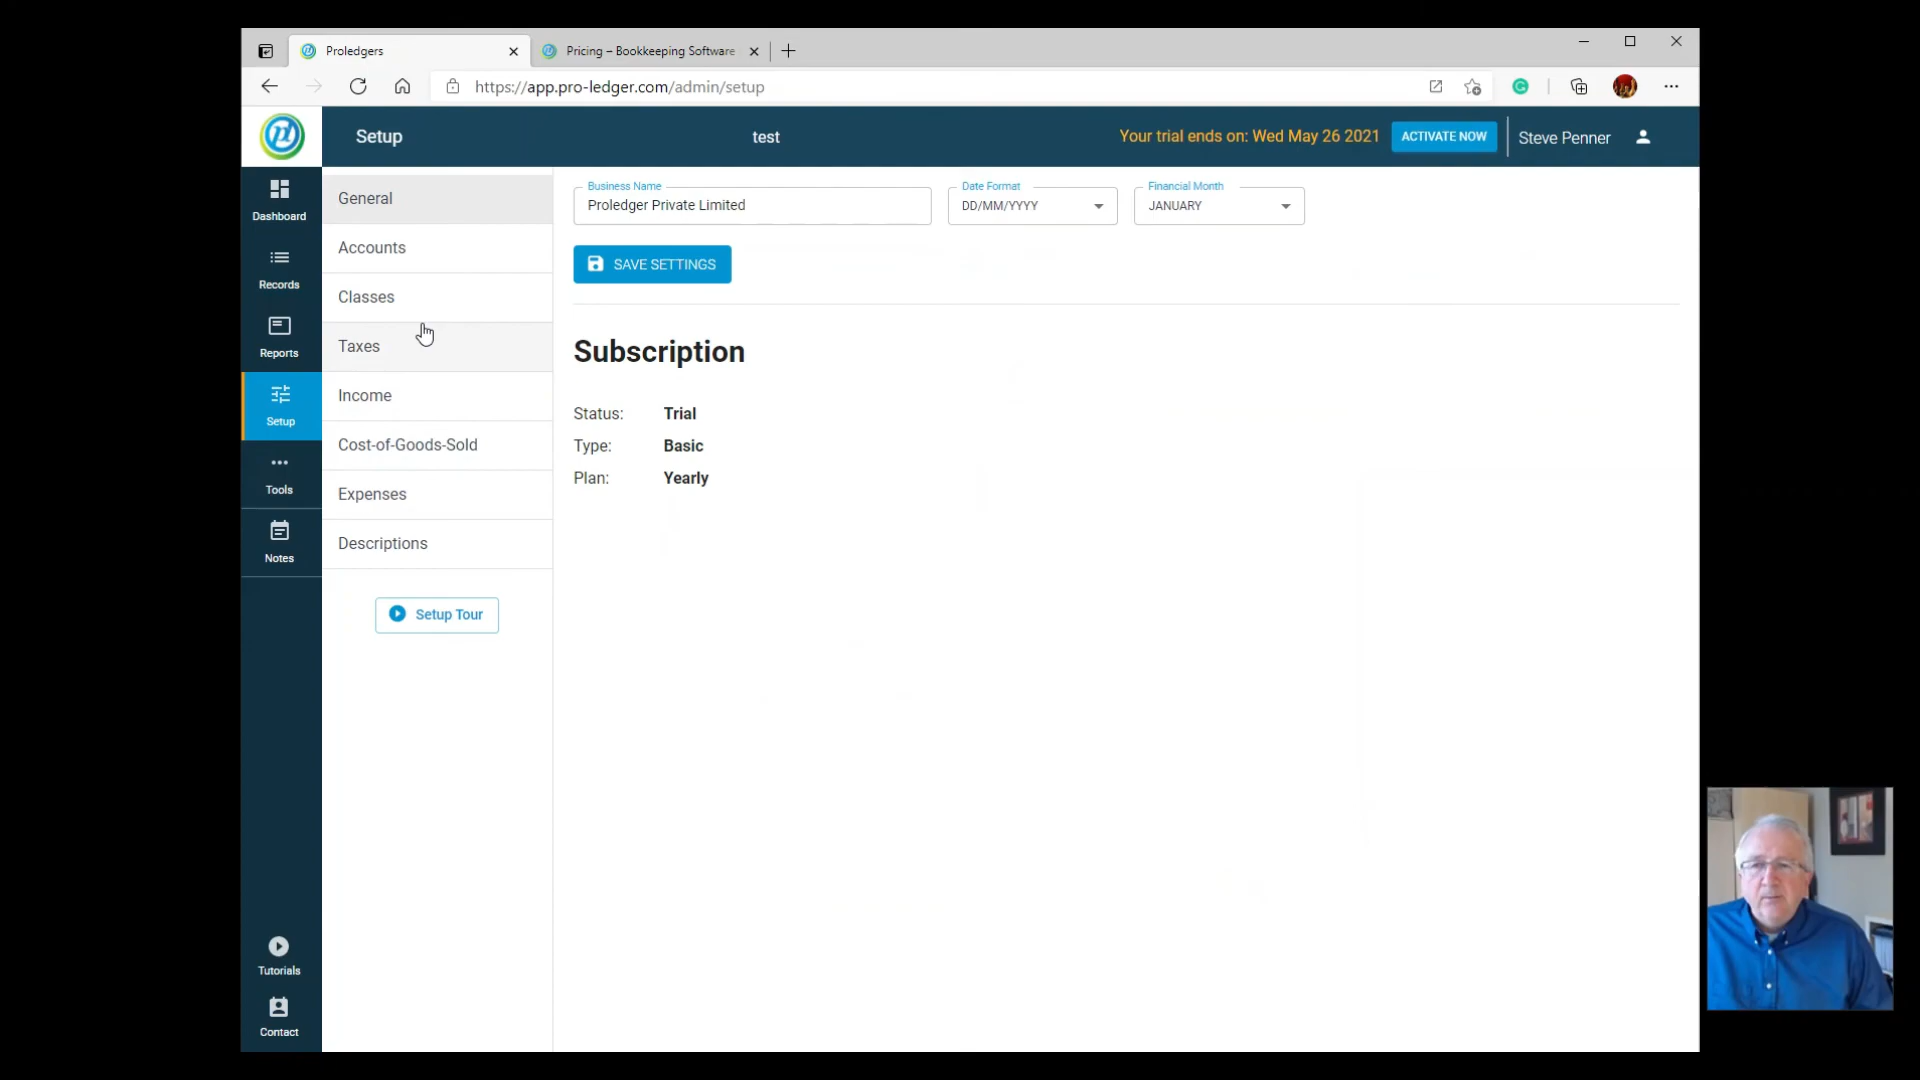 Proledgers
Pricing – Bookkeeping Software
https://app.pro-ledger.com/admin/setup
Setup
test
Your trial ends on: Wed May 26 2021
ACTIVATE NOW
Steve Penner
Dashboard
Records
Reports
Setup
Tools
Notes
Tutorials
Contact
General
Accounts
Classes
Taxes
Income
Cost-of-Goods-Sold
Expenses
Descriptions
Setup Tour
Business Name
Proledger Private Limited
Date Format
DD/MM/YYYY
Financial Month
JANUARY
SAVE SETTINGS
Subscription
Status: Trial
Type: Basic
Plan: Yearly